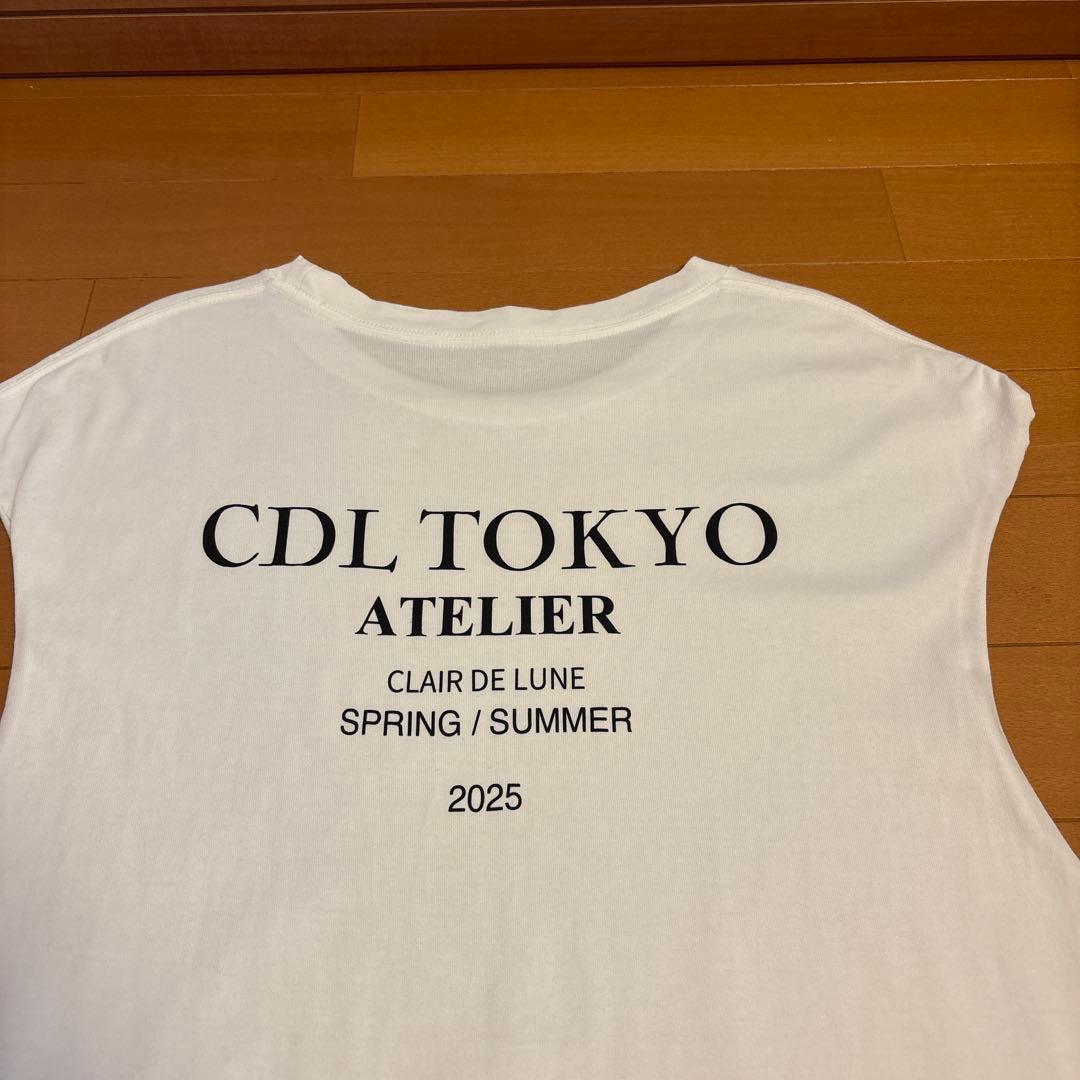 CDL TOKYO
ATELIER
CLAIR DE LUNE
SPRING / SUMMER
2025